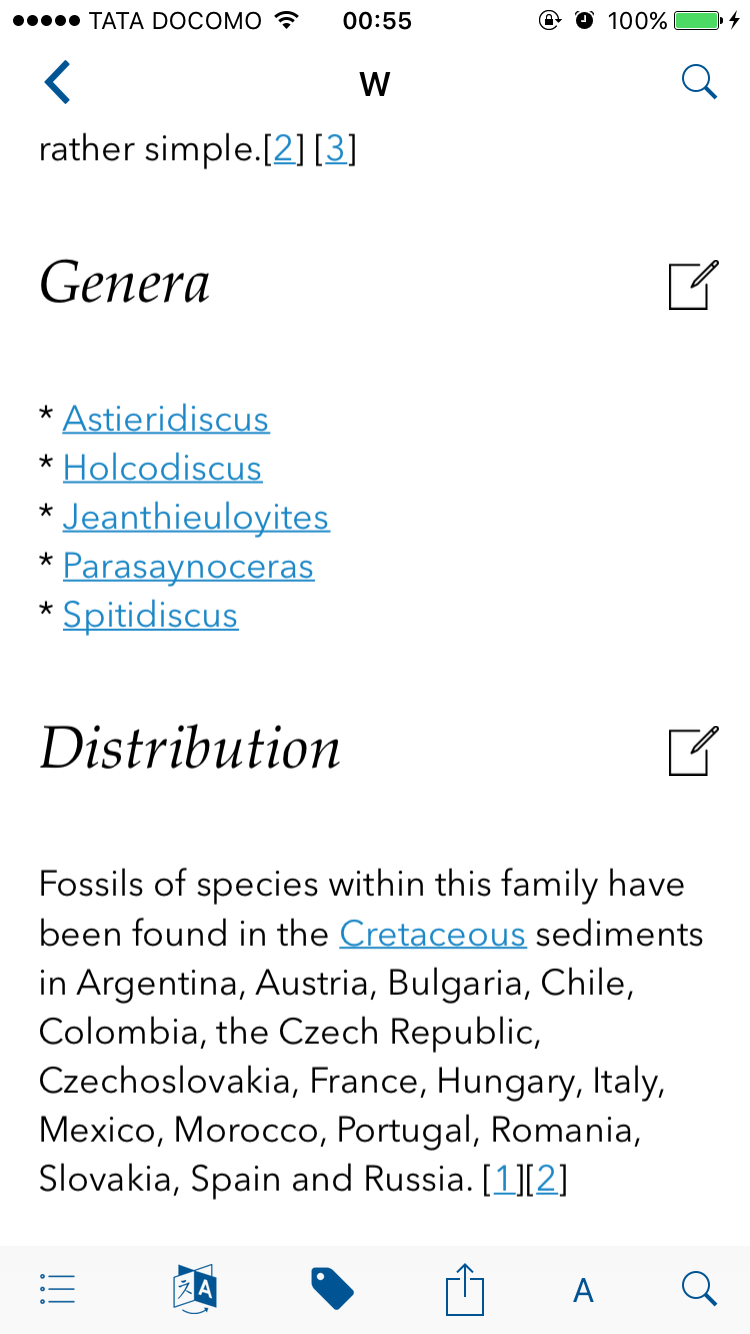 TATA DOCOMO 00:55 100%
W
rather simple.[2] [3]
Genera
* Astieridiscus
* Holcodiscus
* Jeanthieuloyites
* Parasaynoceras
* Spitidiscus
Distribution
Fossils of species within this family have
been found in the Cretaceous sediments
in Argentina, Austria, Bulgaria, Chile,
Colombia, the Czech Republic,
Czechoslovakia, France, Hungary, Italy,
Mexico, Morocco, Portugal, Romania,
Slovakia, Spain and Russia. [1][2]
A A